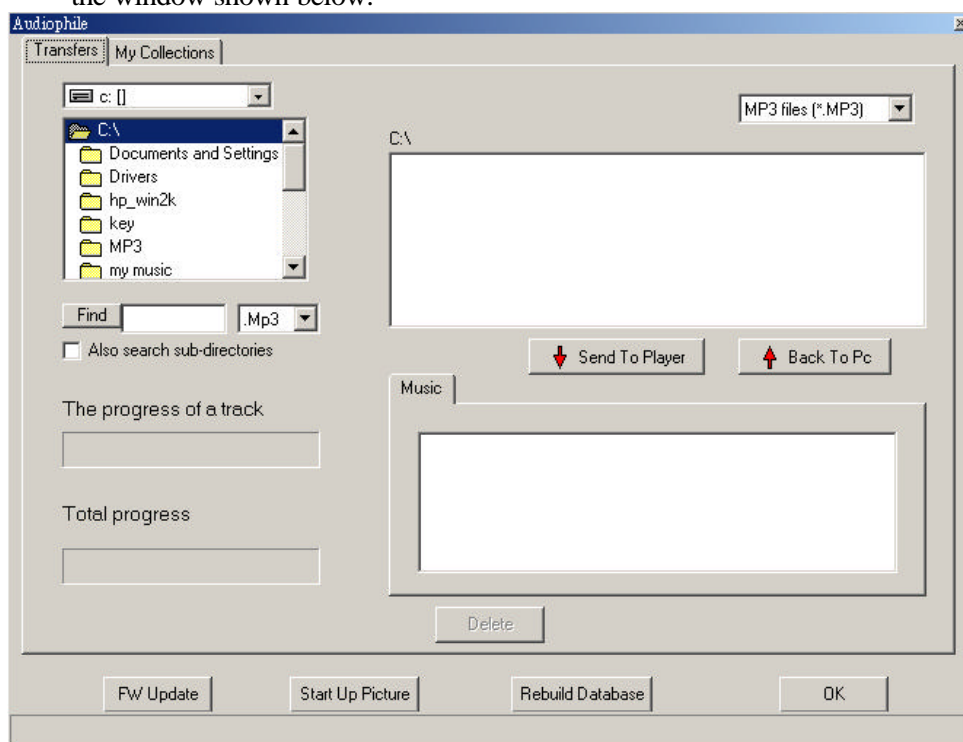 the window shown below.
Audiophile
Transfers My Collections
c: []
MP3 files (*.MP3)
C:\
Documents and Settings
Drivers
hp_win2k
key
MP3
my music
C:\
Find .Mp3
Also search sub-directories
Send To Player Back To Pc
The progress of a track
Music
Total progress
Delete
FW Update Start Up Picture Rebuild Database OK